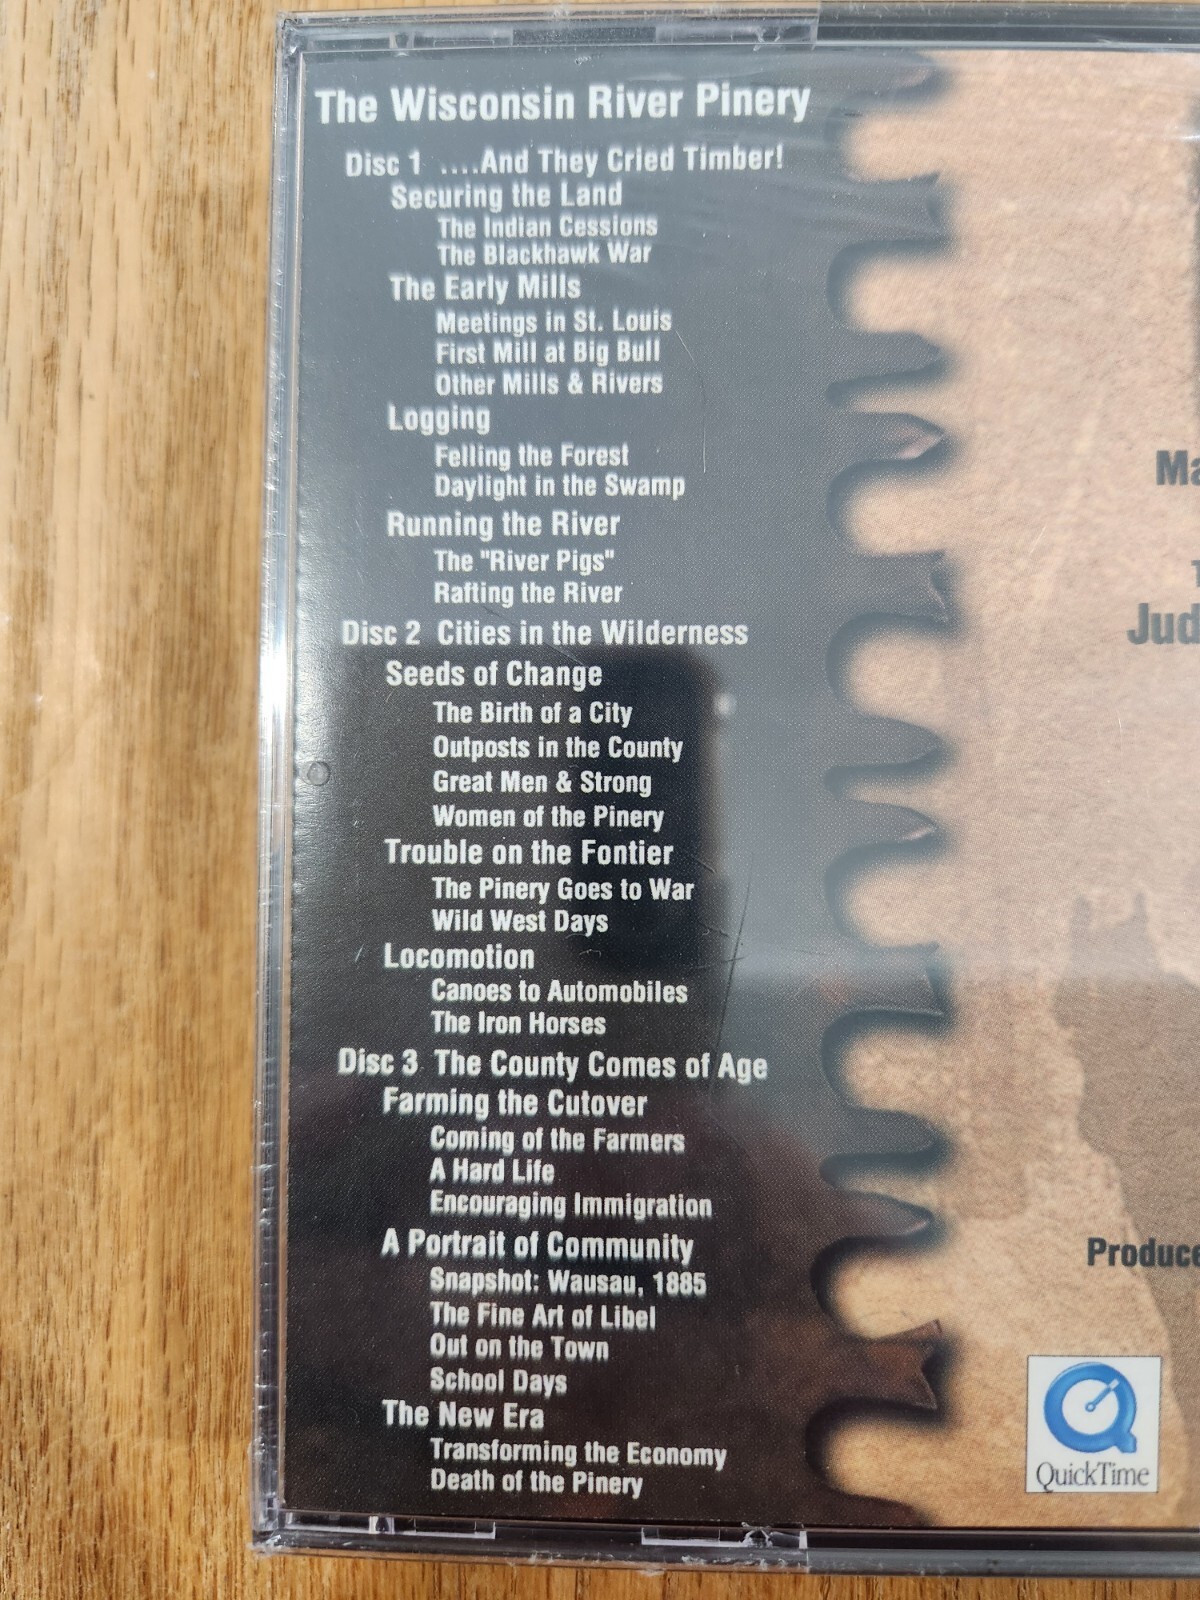 The Wisconsin River Pinery
Disc 1 ....And They Cried Timber!
Securing the Land
The Indian Cessions
The Blackhawk War
The Early Mills
Meetings in St. Louis
First Mill at Big Bull
Other Mills & Rivers
Logging
Felling the Forest
Daylight in the Swamp
Running the River
The "River Pigs"
Rafting the River
Disc 2 Cities in the Wilderness
Seeds of Change
The Birth of a City
Outposts in the County
Great Men & Strong
Women of the Pinery
Trouble on the Fontier
The Pinery Goes to War
Wild West Days
Locomotion
Canoes to Automobiles
The Iron Horses
Disc 3 The County Comes of Age
Farming the Cutover
Coming of the Farmers
A Hard Life
Encouraging Immigration
A Portrait of Community
Snapshot: Wausau, 1885
The Fine Art of Libel
Out on the Town
School Days
The New Era
Transforming the Economy
Death of the Pinery
Ma
Jud
Produce
QuickTime